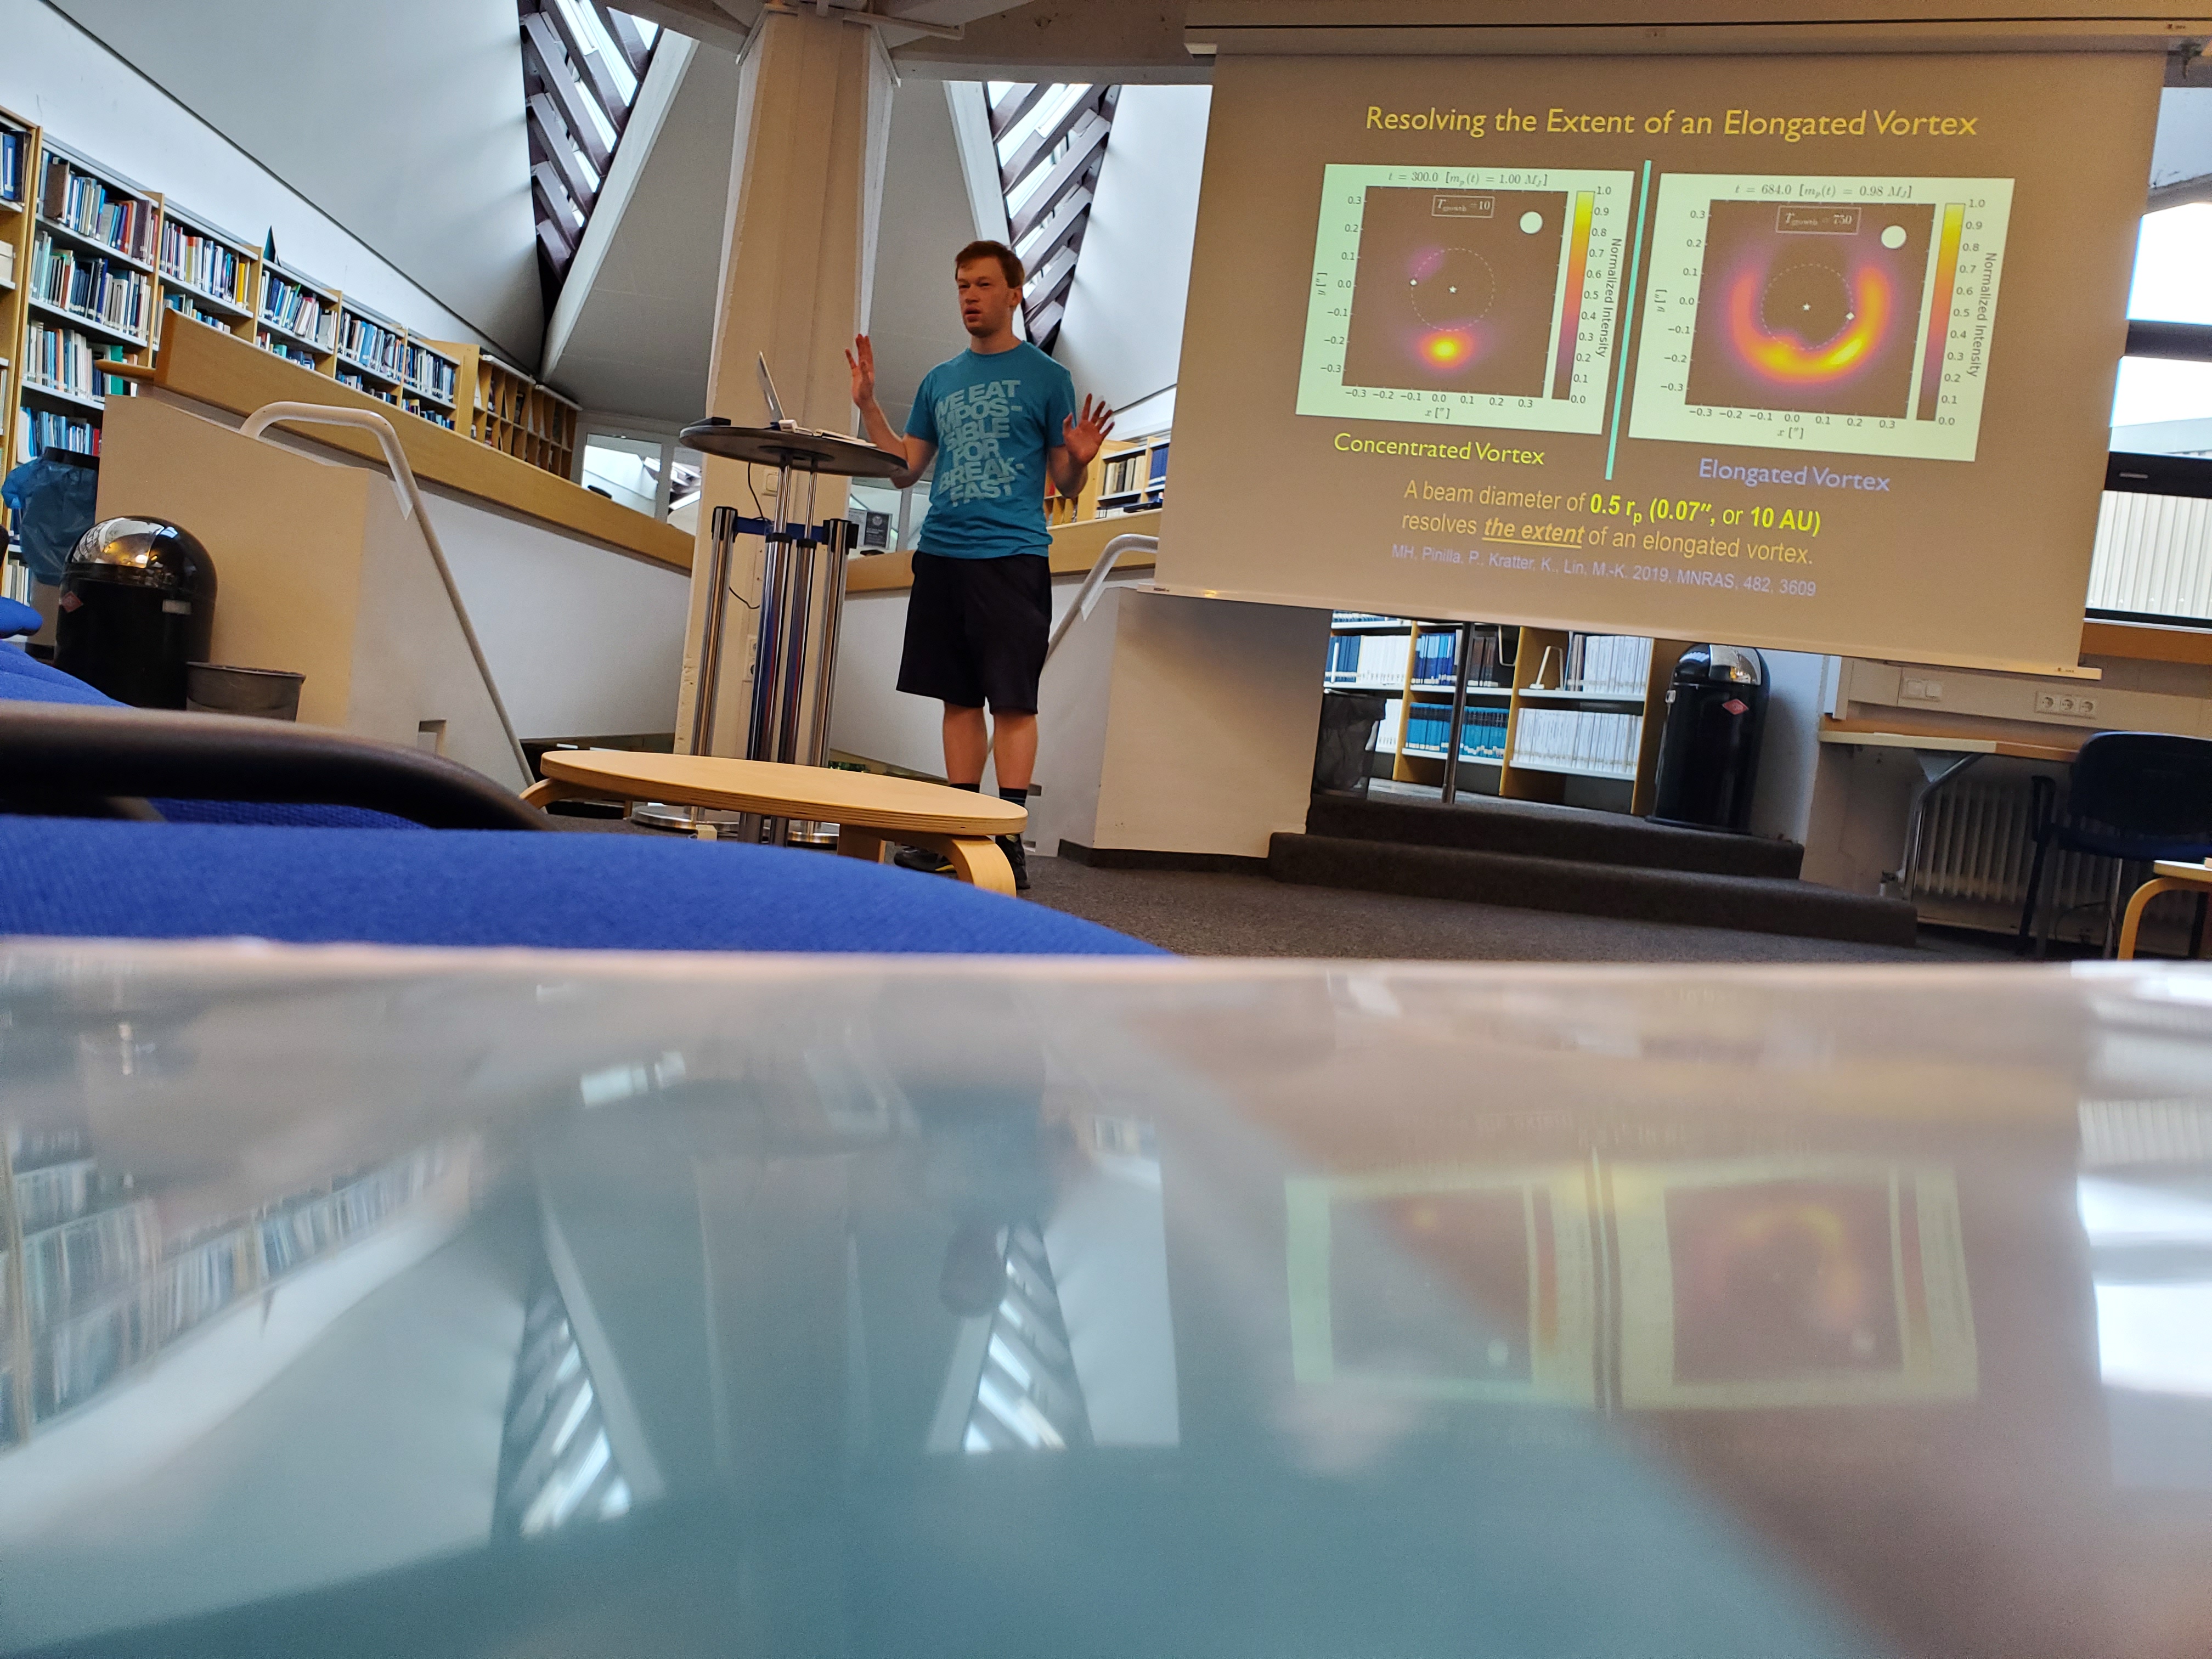 WE EAT
IMPOS-
SIBLE
FOR
BREAK-
FAST
Resolving the Extent of an Elongated Vortex
t = 300.0 [m_p(t) = 1.00 M_J]
T_growth = 10
0.3
0.2
0.1
0.0
−0.1
−0.2
−0.3
y ["]
−0.3 −0.2 −0.1 0.0 0.1 0.2 0.3
x ["]
1.0
0.9
0.8
0.7
0.6
0.5
0.4
0.3
0.2
0.1
0.0
Normalized Intensity
Concentrated Vortex
t = 684.0 [m_p(t) = 0.98 M_J]
T_growth = 750
0.3
0.2
0.1
0.0
−0.1
−0.2
−0.3
y ["]
−0.3 −0.2 −0.1 0.0 0.1 0.2 0.3
x ["]
1.0
0.9
0.8
0.7
0.6
0.5
0.4
0.3
0.2
0.1
0.0
Normalized Intensity
Elongated Vortex
A beam diameter of 0.5 r_p (0.07″, or 10 AU)
resolves the extent of an elongated vortex.
MH, Pinilla, P., Kratter, K., Lin, M.-K. 2019, MNRAS, 482, 3609